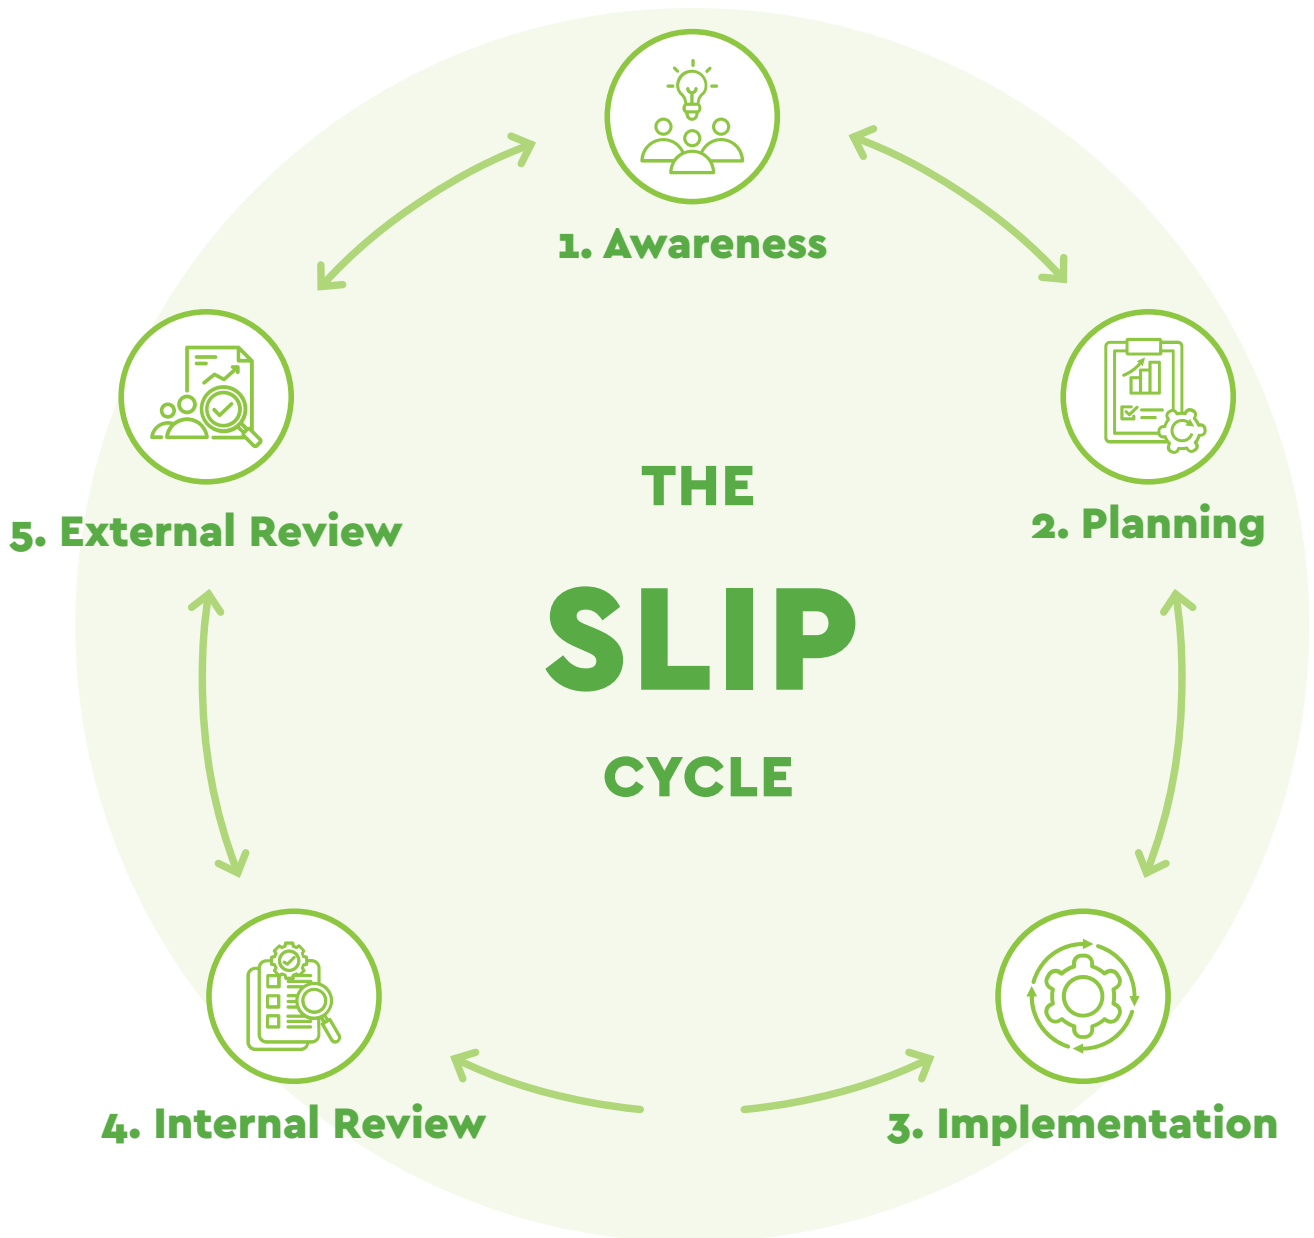 1. Awareness
2. Planning
3. Implementation
4. Internal Review
5. External Review
THE
SLIP
CYCLE